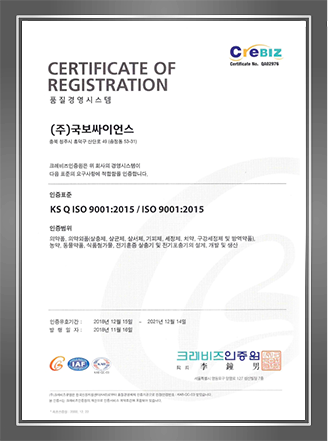 CreBIZ
Certificate No. QA02976
CERTIFICATE OF
REGISTRATION
품질경영시스템
(주)국보싸이언스
충북 청주시 흥덕구 산단로 49 (송정동 53-31)
크레비즈인증원은 위 회사의 경영시스템이
다음 표준의 요구사항에 적합함을 인증합니다.
인증표준
KS Q ISO 9001:2015 / ISO 9001:2015
인증범위
의약품, 의약외품(살충제, 살균제, 살서제, 기피제, 세정제, 치약, 구강세정제 및 방역약품),
농약, 동물약품, 식품첨가물, 전기훈증 살충기 및 전기포충기의 설계, 개발 및 생산
인증유효기간 : 2018년 12월 15일 ~ 2021년 12월 14일
발 행 일 자 : 2018년 11월 16일
IAF
크레비즈인증원
院長 李鐘男